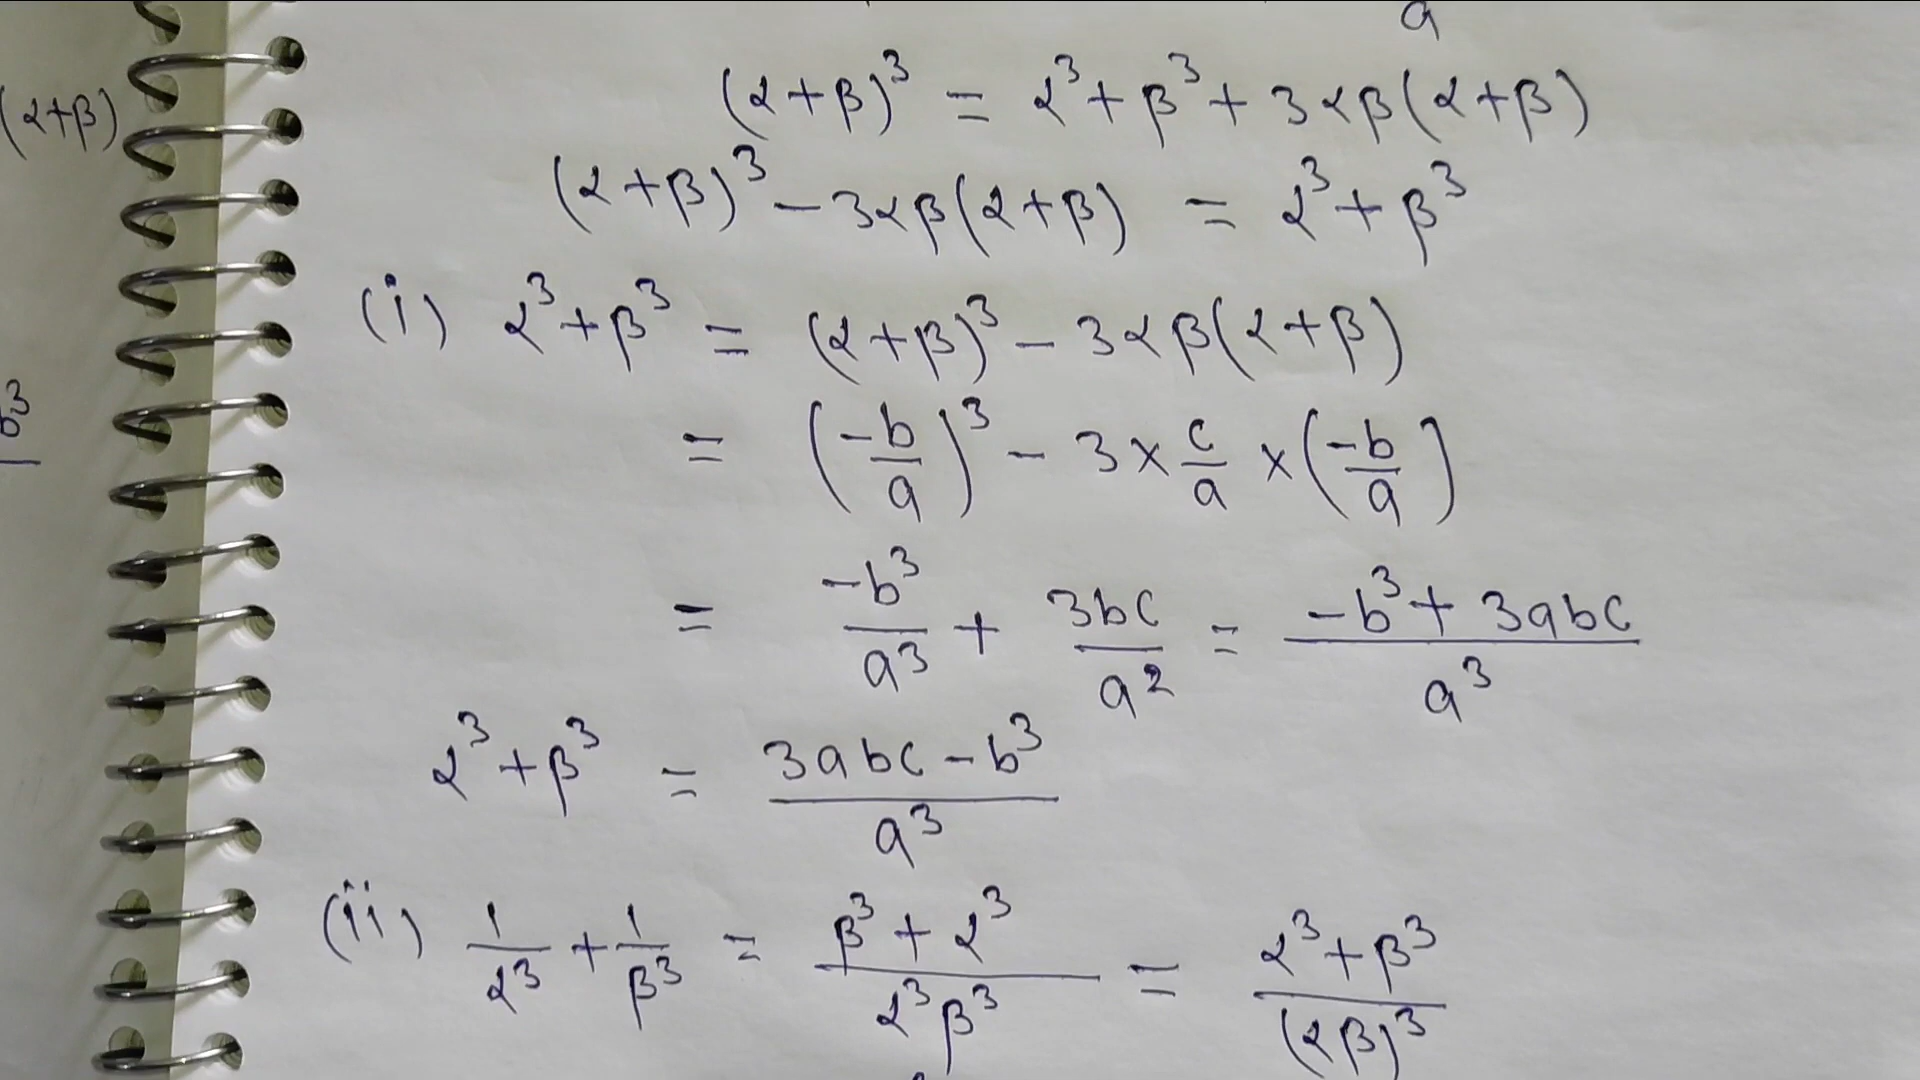 a
(α+β)
(α+β)³ = α³+β³+3αβ(α+β)
(α+β)³-3αβ(α+β) = α³+β³
(i) α³+β³ = (α+β)³-3αβ(α+β)
b³
= (-b/a)³ - 3×c/a×(-b/a)
= -b³/a³ + 3bc/a² = -b³+3abc/a³
α³+β³ = 3abc-b³/a³
(ii) 1/α³+1/β³ = β³+α³/α³β³ = α³+β³/(αβ)³